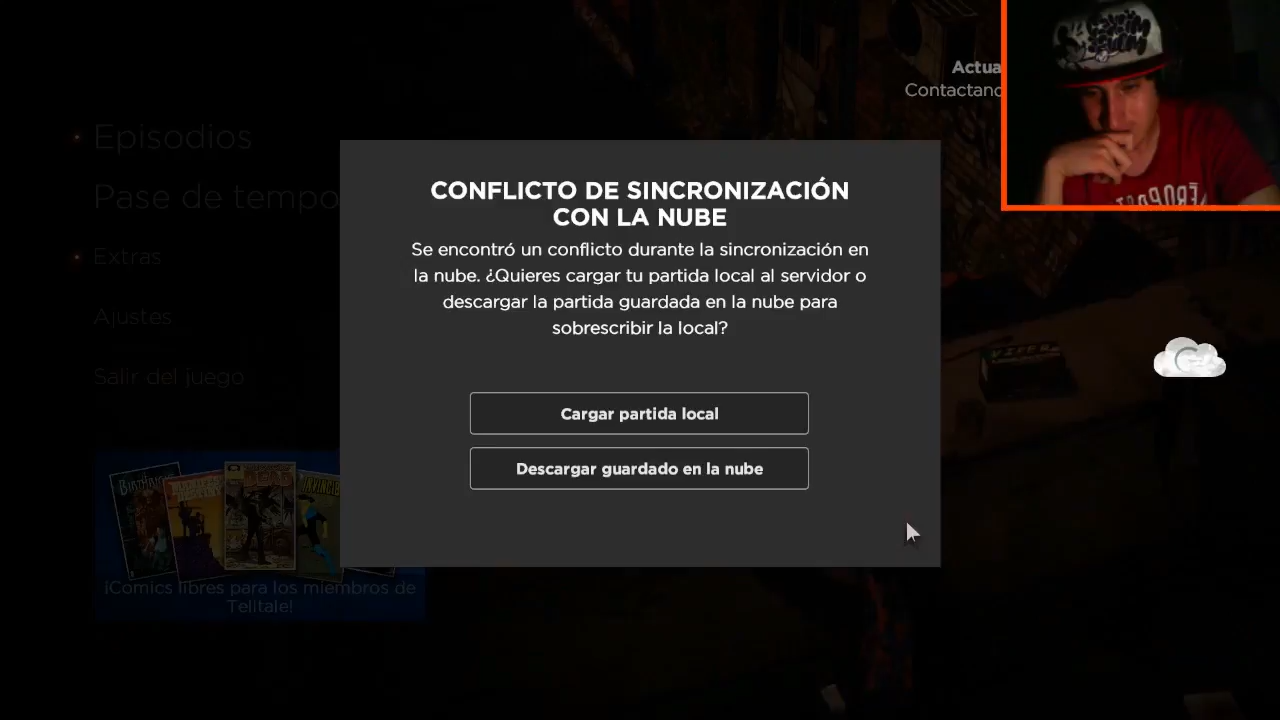 Actua
Contactand
Episodios
Pase de tempo
Extras
Ajustes
Salir del juego
CONFLICTO DE SINCRONIZACIÓN
CON LA NUBE
Se encontró un conflicto durante la sincronización en
la nube. ¿Quieres cargar tu partida local al servidor o
descargar la partida guardada en la nube para
sobrescribir la local?
Cargar partida local
Descargar guardado en la nube
¡Comics libres para los miembros de
Telltale!